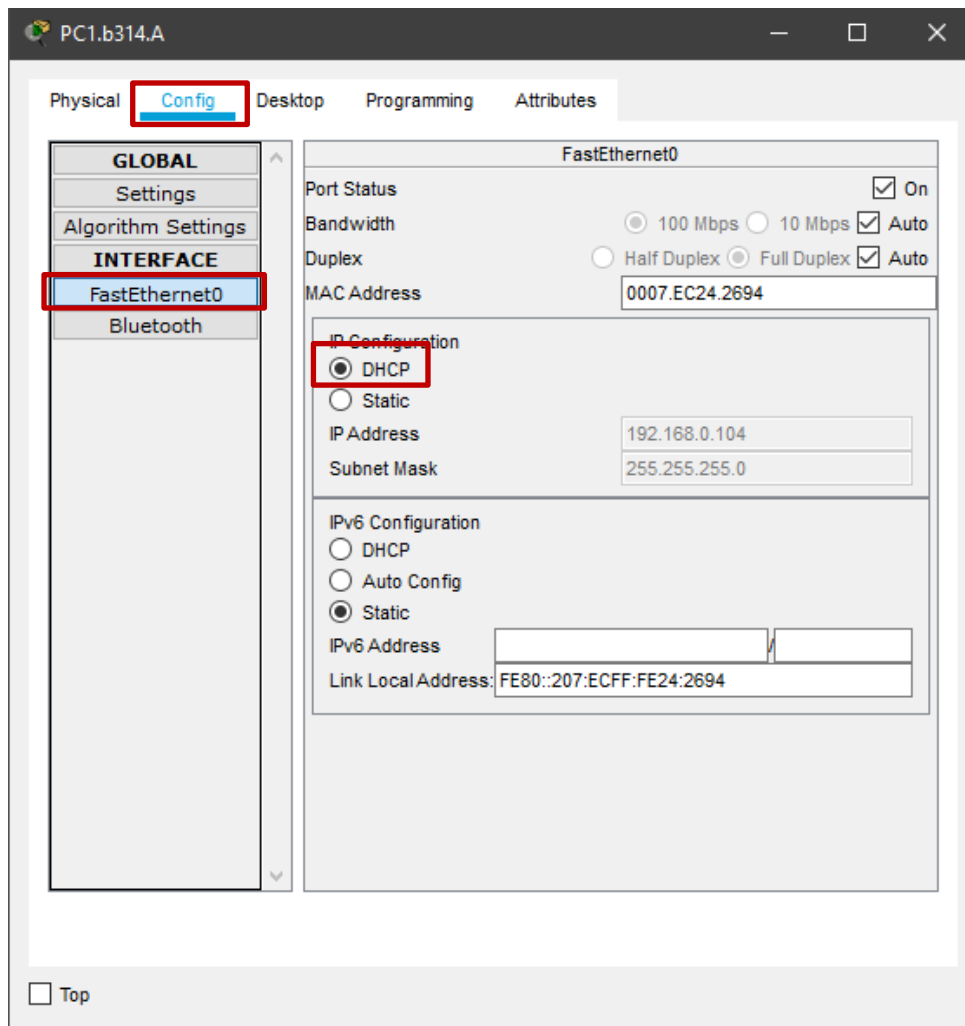 PC1.b314.A
Physical Config Desktop Programming Attributes
GLOBAL
Settings
Algorithm Settings
INTERFACE
FastEthernet0
Bluetooth
FastEthernet0
Port Status On
Bandwidth 100 Mbps 10 Mbps Auto
Duplex Half Duplex Full Duplex Auto
MAC Address 0007.EC24.2694
IP Configuration
DHCP
Static
IP Address 192.168.0.104
Subnet Mask 255.255.255.0
IPv6 Configuration
DHCP
Auto Config
Static
IPv6 Address /
Link Local Address: FE80::207:ECFF:FE24:2694
Top